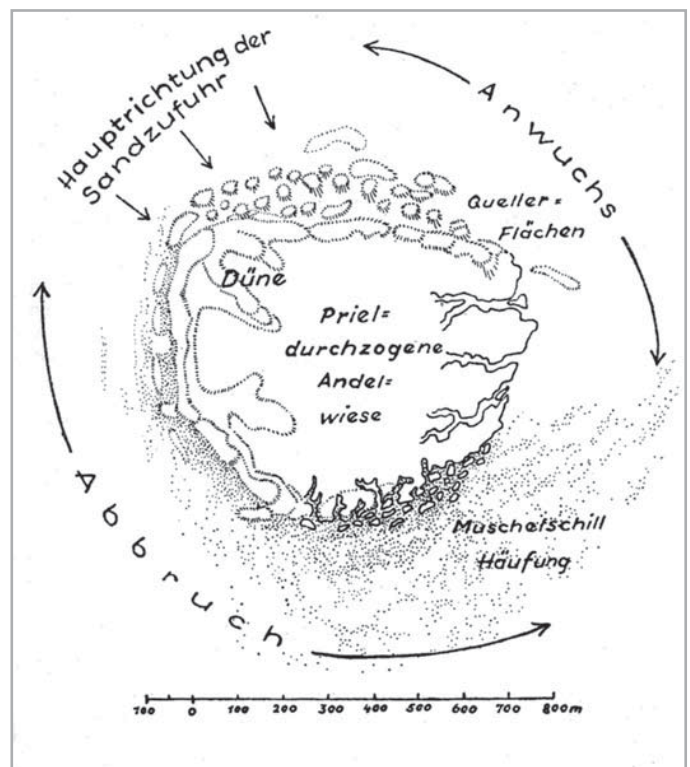 Hauptrichtung der
Sandzufuhr
Anwuchs
Queller=
Flächen
Düne
Priel=
durchzogene
Andel=
wiese
Abbruch
Muschelschill
Häufung
100 0 100 200 300 400 500 600 700 800m